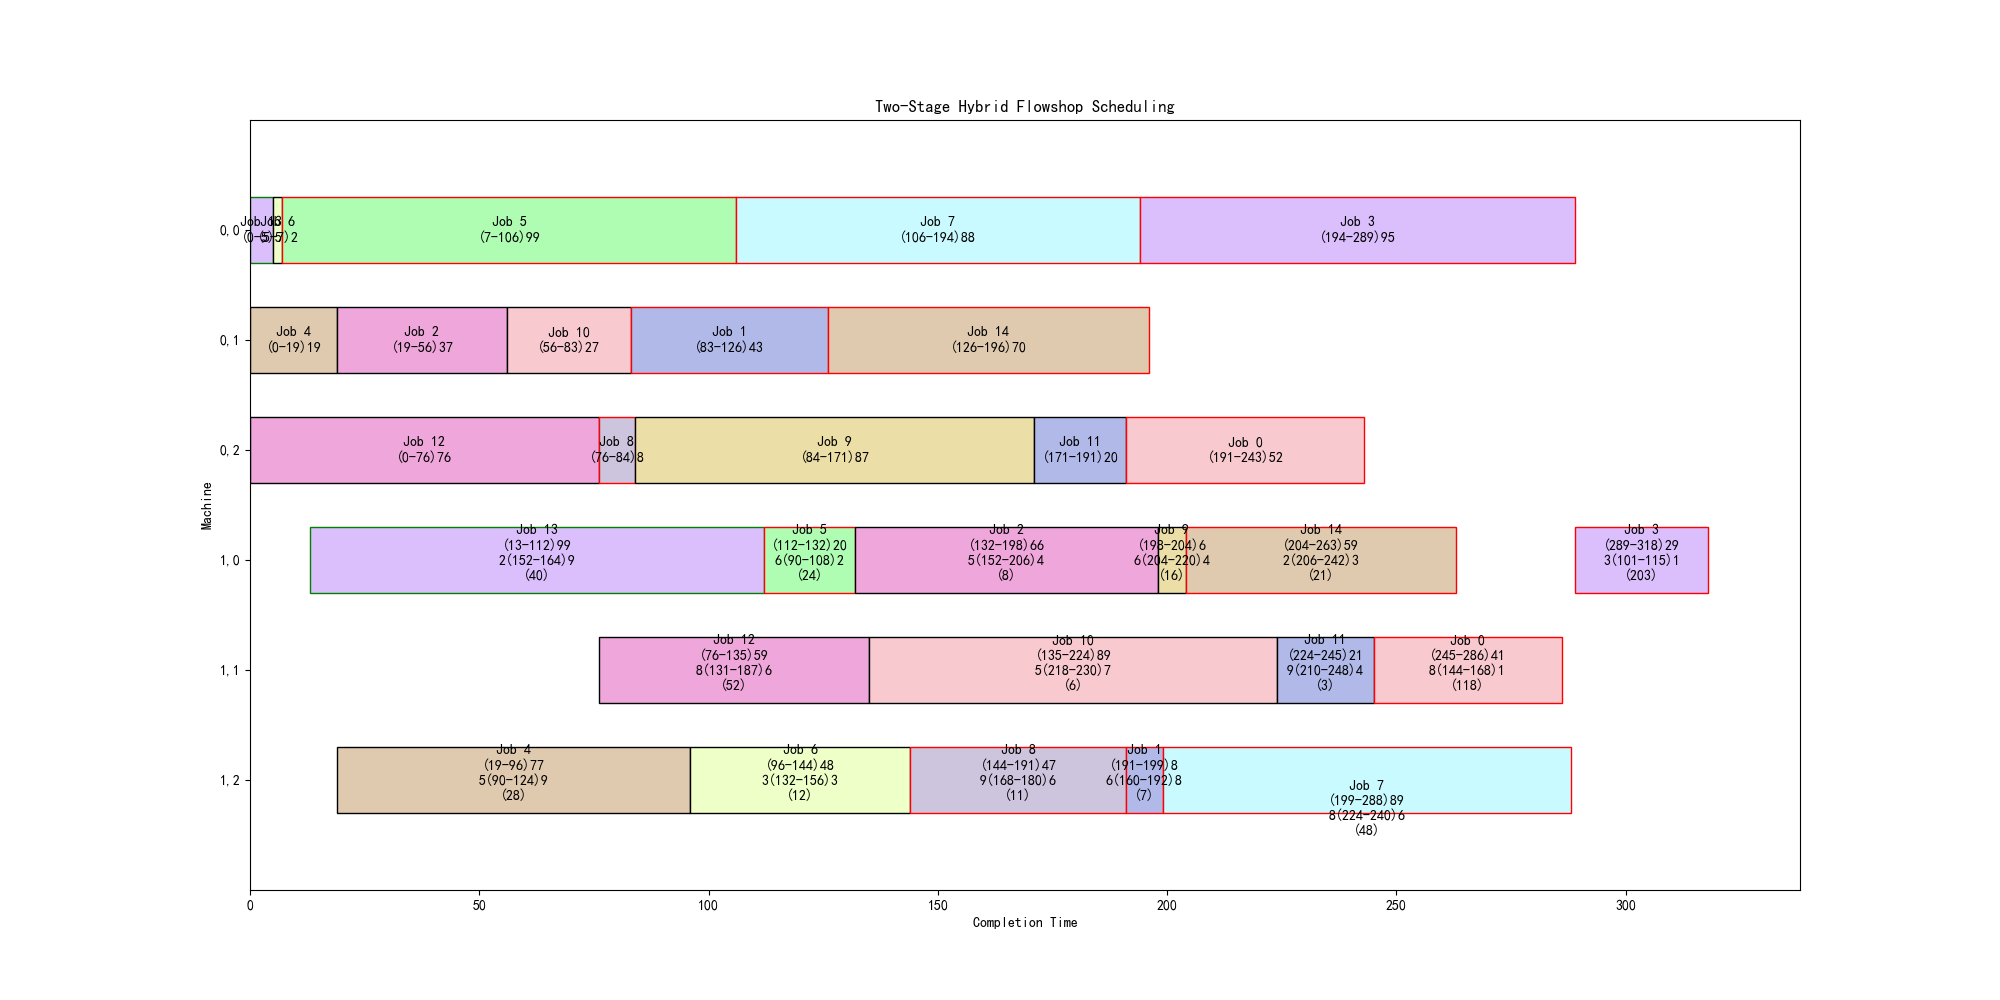 Two-Stage Hybrid Flowshop Scheduling
Machine
0,0
Job 13
(0-5)5
Job 6
(5-7)2
Job 5
(7-106)99
Job 7
(106-194)88
Job 3
(194-289)95
0,1
Job 4
(0-19)19
Job 2
(19-56)37
Job 10
(56-83)27
Job 1
(83-126)43
Job 14
(126-196)70
0,2
Job 12
(0-76)76
Job 8
(76-84)8
Job 9
(84-171)87
Job 11
(171-191)20
Job 0
(191-243)52
1,0
Job 13
(13-112)99
2(152-164)9
(40)
Job 5
(112-132)20
6(90-108)2
(24)
Job 2
(132-198)66
5(152-206)4
(8)
Job 9
(198-204)6
6(204-220)4
(16)
Job 14
(204-263)59
2(206-242)3
(21)
Job 3
(289-318)29
3(101-115)1
(203)
1,1
Job 12
(76-135)59
8(131-187)6
(52)
Job 10
(135-224)89
5(218-230)7
(6)
Job 11
(224-245)21
9(210-248)4
(3)
Job 0
(245-286)41
8(144-168)1
(118)
1,2
Job 4
(19-96)77
5(90-124)9
(28)
Job 6
(96-144)48
3(132-156)3
(12)
Job 8
(144-191)47
9(168-180)6
(11)
Job 1
(191-199)8
6(160-192)8
(7)
Job 7
(199-288)89
8(224-240)6
(48)
0
50
100
150
200
250
300
Completion Time